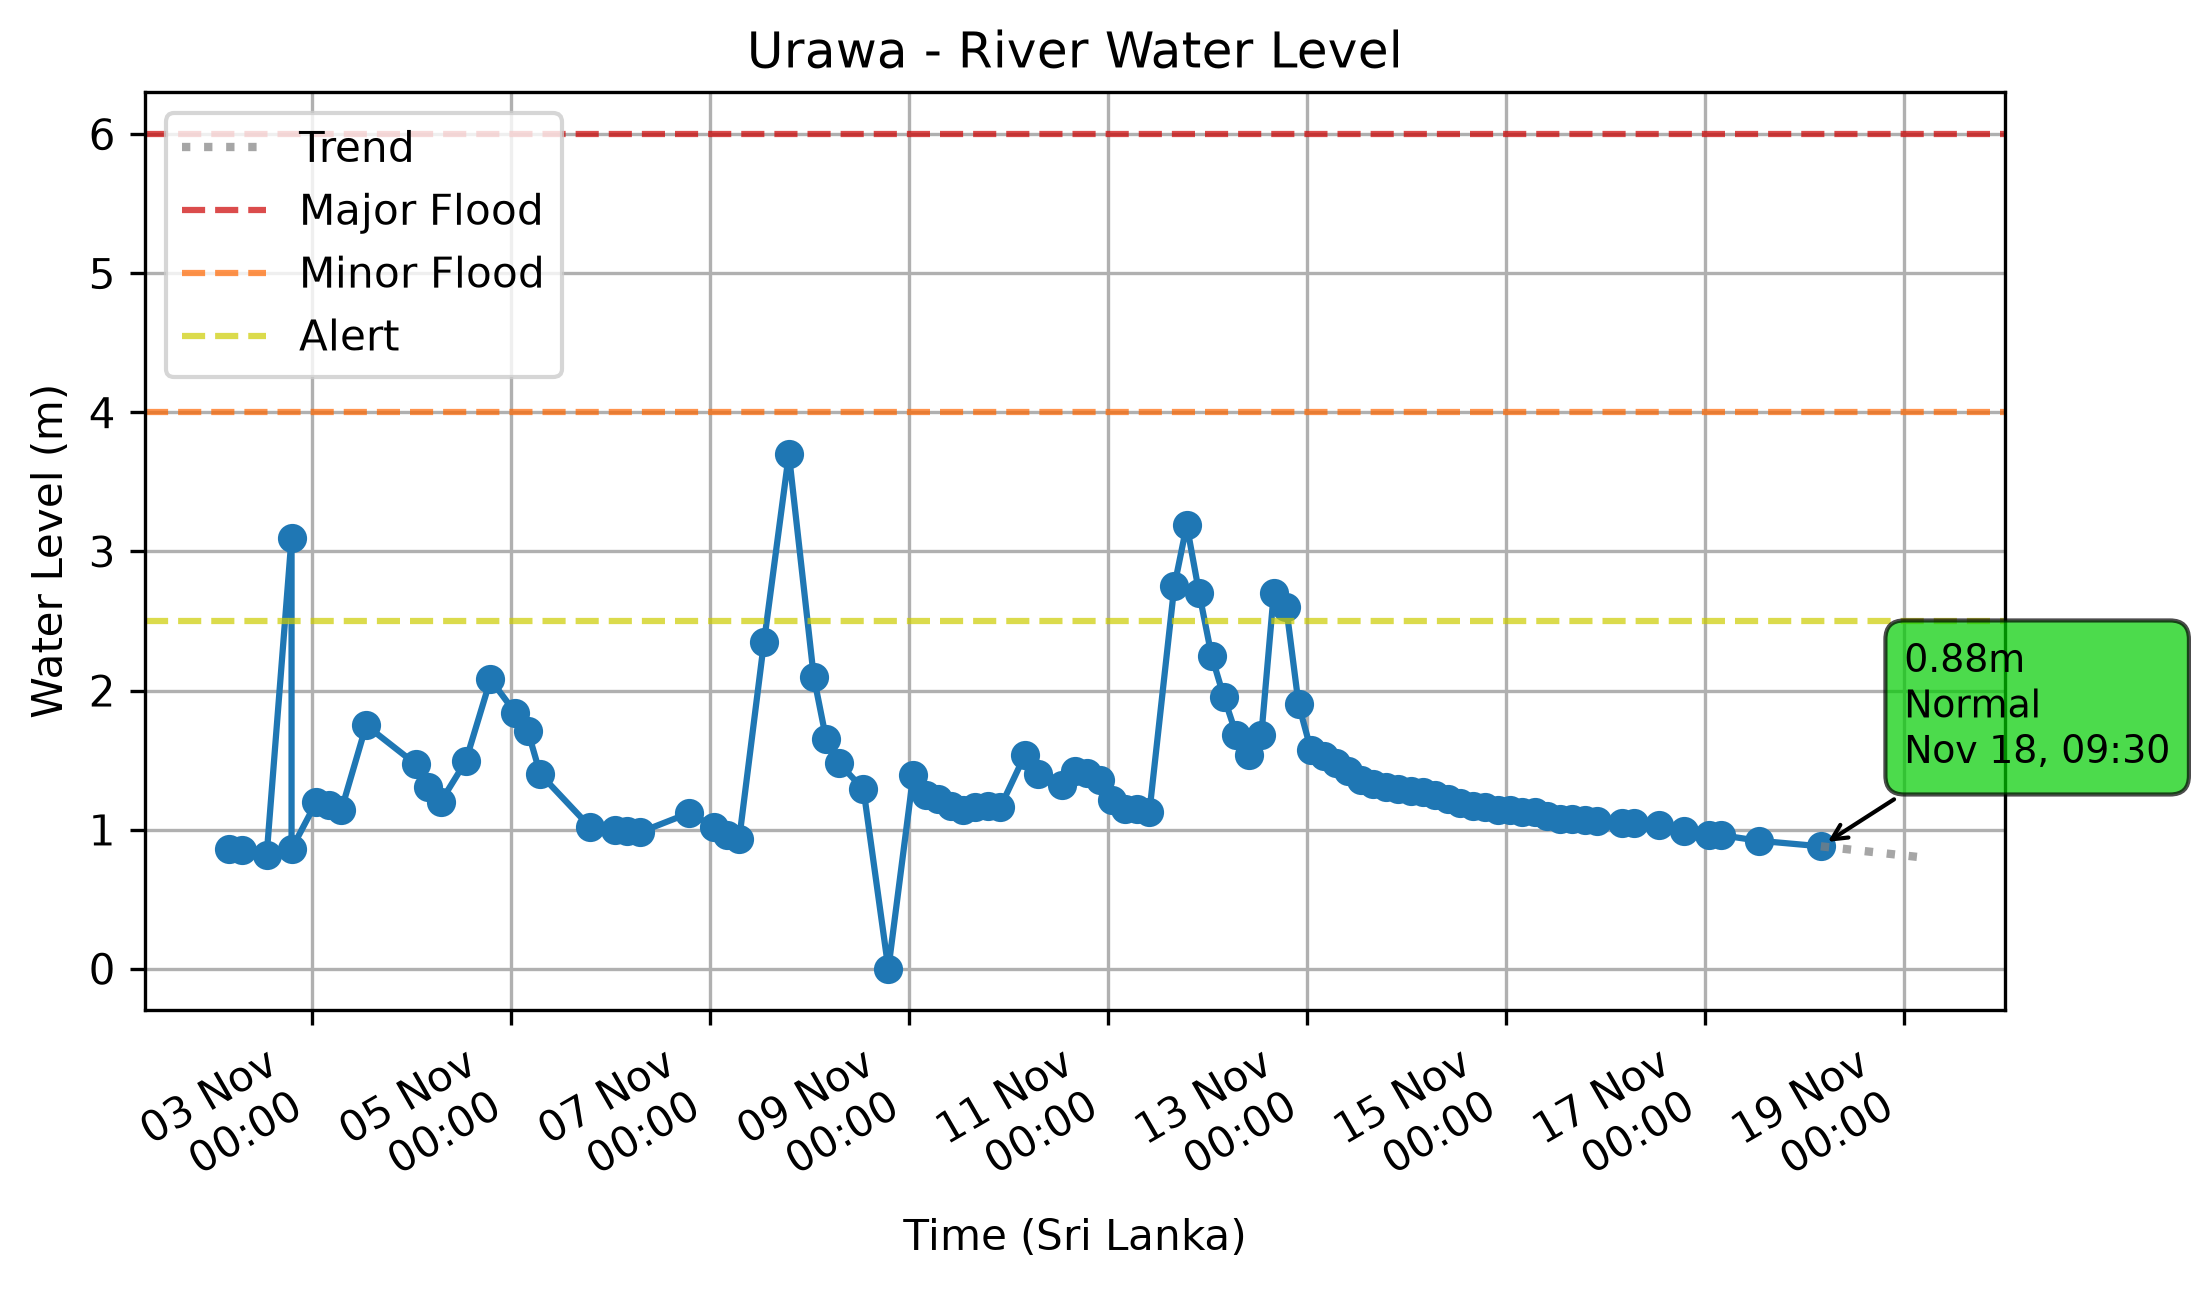 Urawa - River Water Level
Trend
Major Flood
Minor Flood
Alert
Water Level (m)
6
5
4
3
2
1
0
0.88m
Normal
Nov 18, 09:30
03 Nov
00:00
05 Nov
00:00
07 Nov
00:00
09 Nov
00:00
11 Nov
00:00
13 Nov
00:00
15 Nov
00:00
17 Nov
00:00
19 Nov
00:00
Time (Sri Lanka)